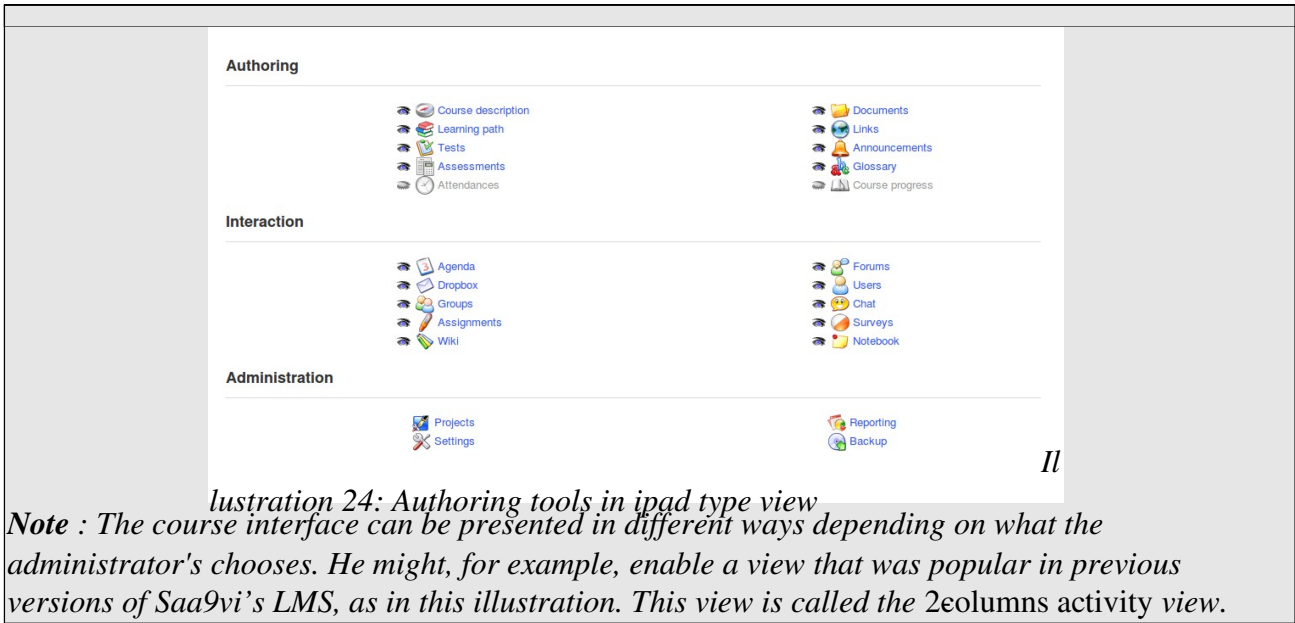 Authoring
Course description
Documents
Learning path
Links
Tests
Announcements
Assessments
Glossary
Attendances
Course progress
Interaction
Agenda
Forums
Dropbox
Users
Groups
Chat
Assignments
Surveys
Wiki
Notebook
Administration
Projects
Reporting
Settings
Backup
Il
lustration 24: Authoring tools in ipad type view
Note : The course interface can be presented in different ways depending on what the
administrator's chooses. He might, for example, enable a view that was popular in previous
versions of Saa9vi’s LMS, as in this illustration. This view is called the 2columns activity view.